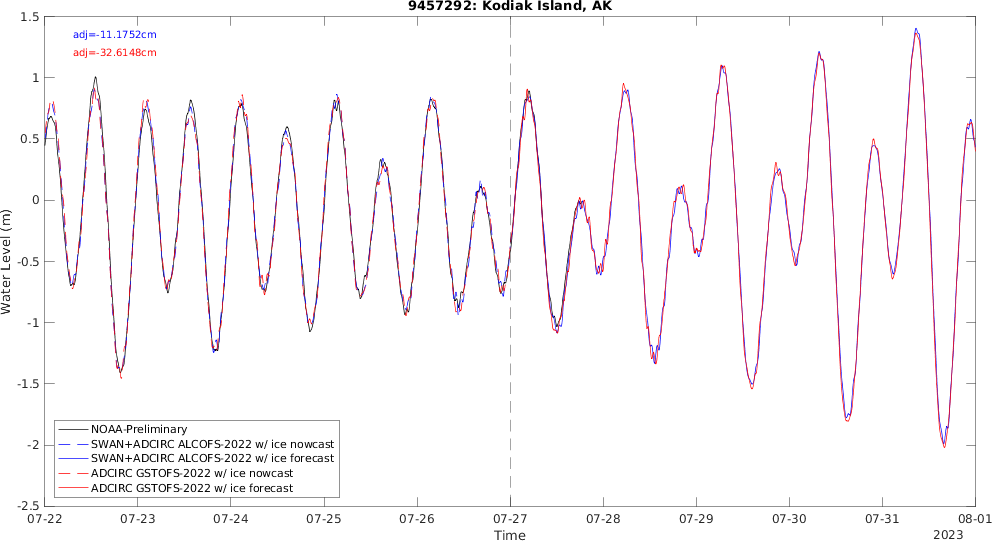 9457292: Kodiak Island, AK
adj=-11.1752cm
adj=-32.6148cm
1.5
1
0.5
0
-0.5
-1
-1.5
-2
-2.5
Water Level (m)
NOAA-Preliminary
SWAN+ADCIRC ALCOFS-2022 w/ ice nowcast
SWAN+ADCIRC ALCOFS-2022 w/ ice forecast
ADCIRC GSTOFS-2022 w/ ice nowcast
ADCIRC GSTOFS-2022 w/ ice forecast
07-22 07-23 07-24 07-25 07-26 07-27 07-28 07-29 07-30 07-31 08-01
Time
2023